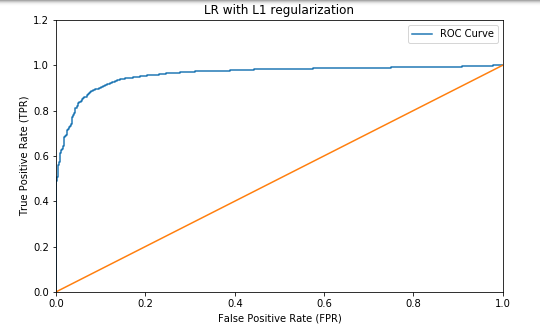 LR with L1 regularization
ROC Curve
True Positive Rate (TPR)
1.2
1.0
0.8
0.6
0.4
0.2
0.0
0.0 0.2 0.4 0.6 0.8 1.0
False Positive Rate (FPR)